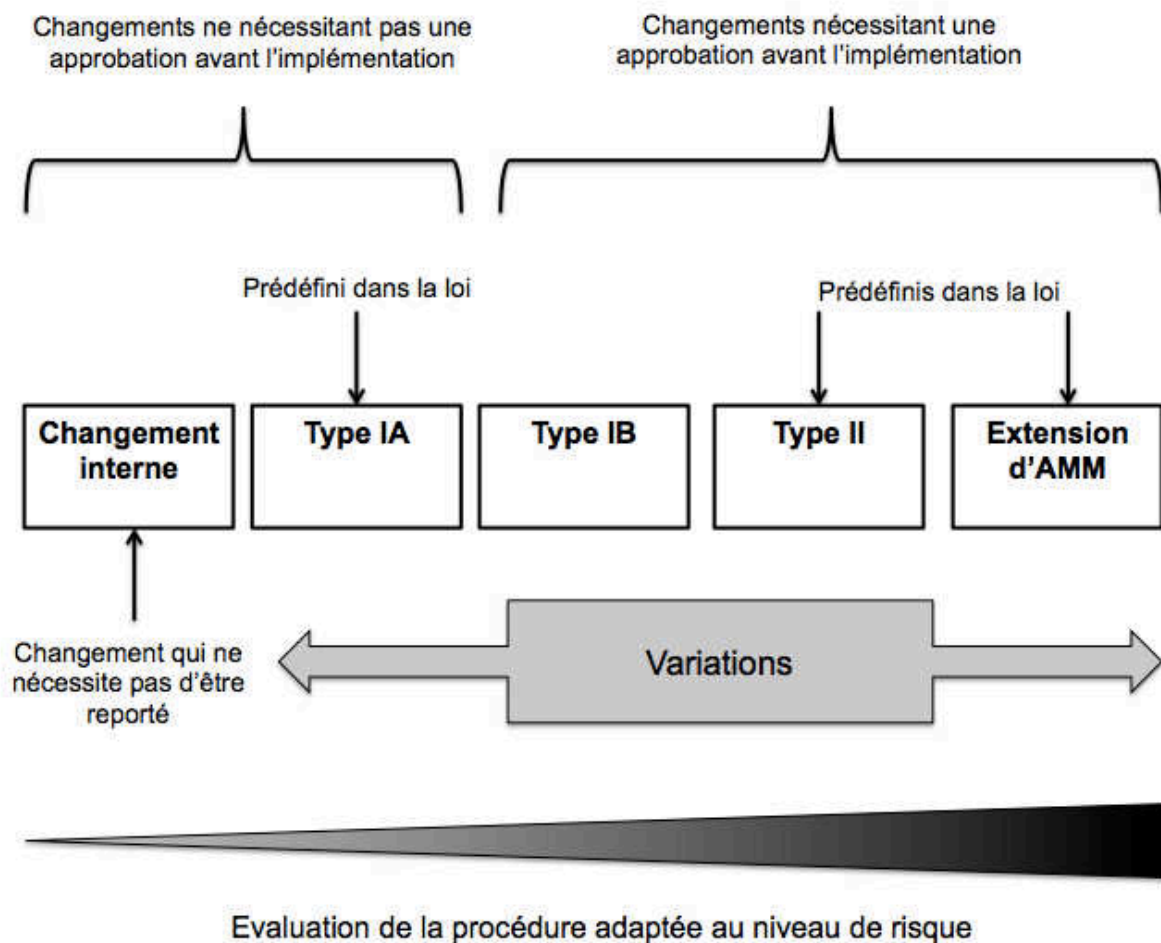 Changements ne nécessitant pas une
approbation avant l'implémentation
Changements nécessitant une
approbation avant l'implémentation
Prédéfini dans la loi
Prédéfinis dans la loi
Changement
interne
Type IA
Type IB
Type II
Extension
d'AMM
Changement qui ne
nécessite pas d'être
reporté
Variations
Evaluation de la procédure adaptée au niveau de risque